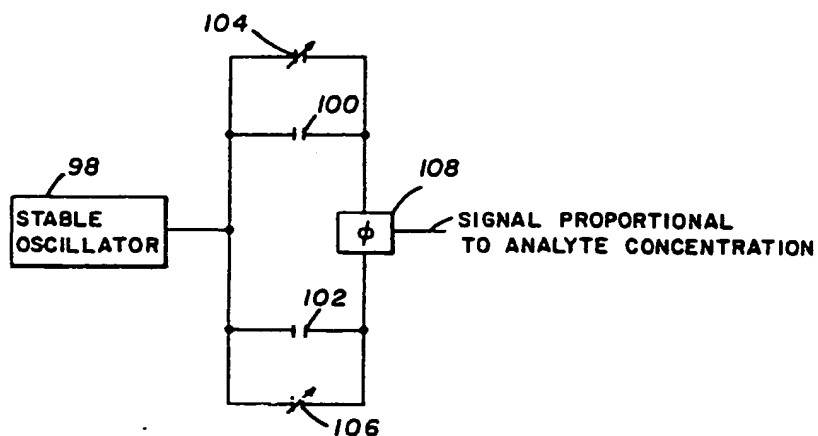 104
100
98
108
STABLE
OSCILLATOR
φ
SIGNAL PROPORTIONAL
TO ANALYTE CONCENTRATION
102
106